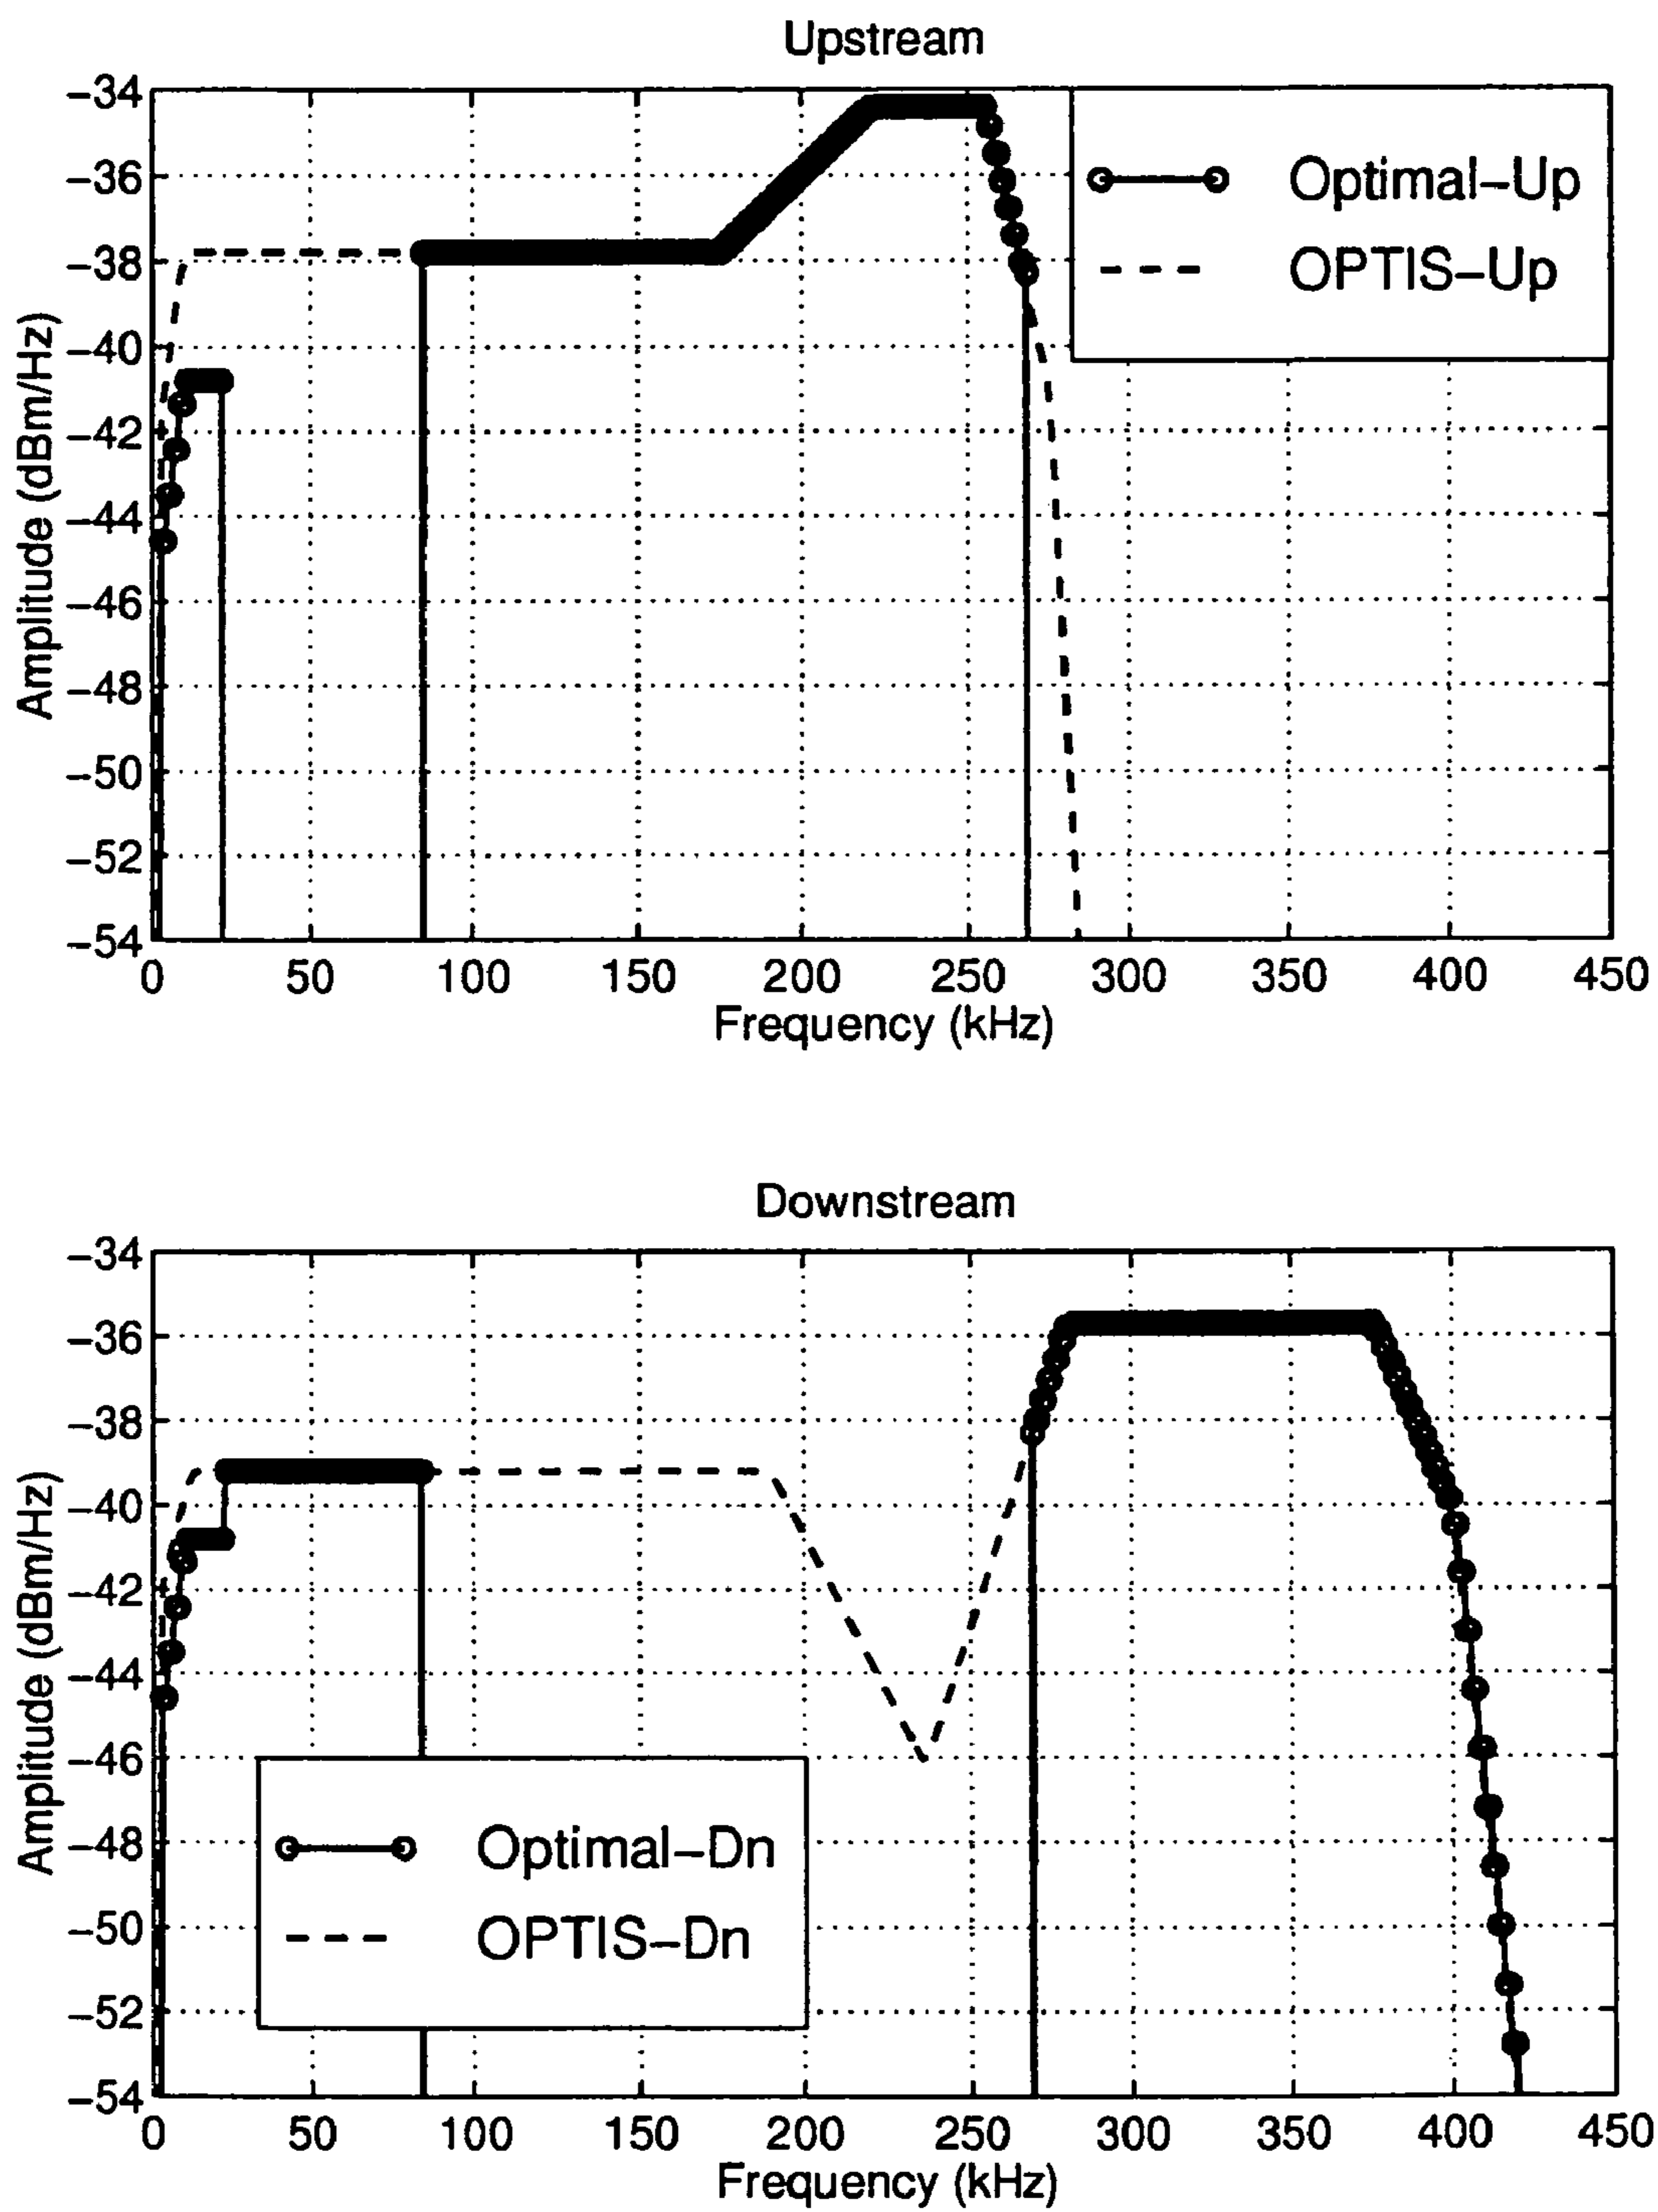 Upstream
−34
−36
−38
−40
−42
−44
−46
−48
−50
−52
−54
Amplitude (dBm/Hz)
Optimal−Up
OPTIS−Up
0 50 100 150 200 250 300 350 400 450
Frequency (kHz)
Downstream
−34
−36
−38
−40
−42
−44
−46
−48
−50
−52
−54
Amplitude (dBm/Hz)
Optimal−Dn
OPTIS−Dn
0 50 100 150 200 250 300 350 400 450
Frequency (kHz)